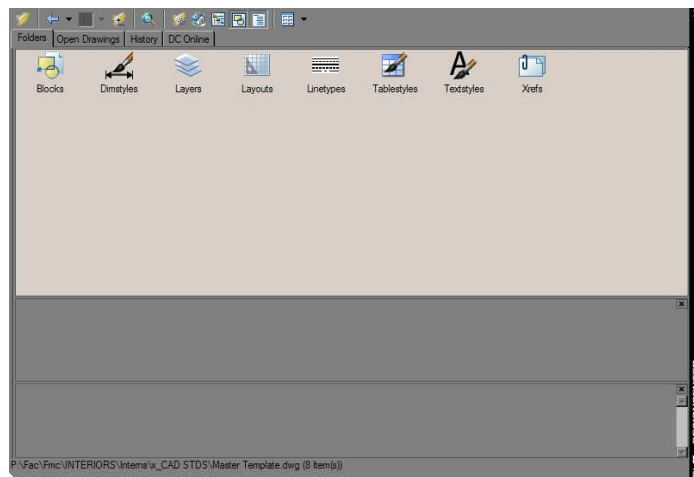 Folders Open Drawings History DC Online
Blocks Dimstyles Layers Layouts Linetypes Tablestyles Textstyles Xrefs
P:\Fac\Fmc\INTERIORS\Interns\x_CAD STDS\Master Template.dwg (8 Item(s))